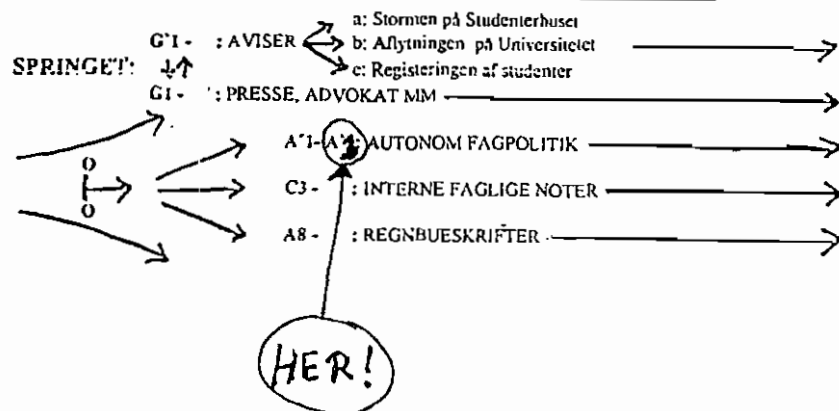 a: Stormen på Studenterhuset
G'1 - : AVISER b: Aflytningen på Universitetet
SPRINGET: c: Registeringen af studenter
G1 - : PRESSE, ADVOKAT MM
A'1- : AUTONOM FAGPOLITIK
O
C3 - : INTERNE FAGLIGE NOTER
O
A8 - : REGNBUESKRIFTER
HER!